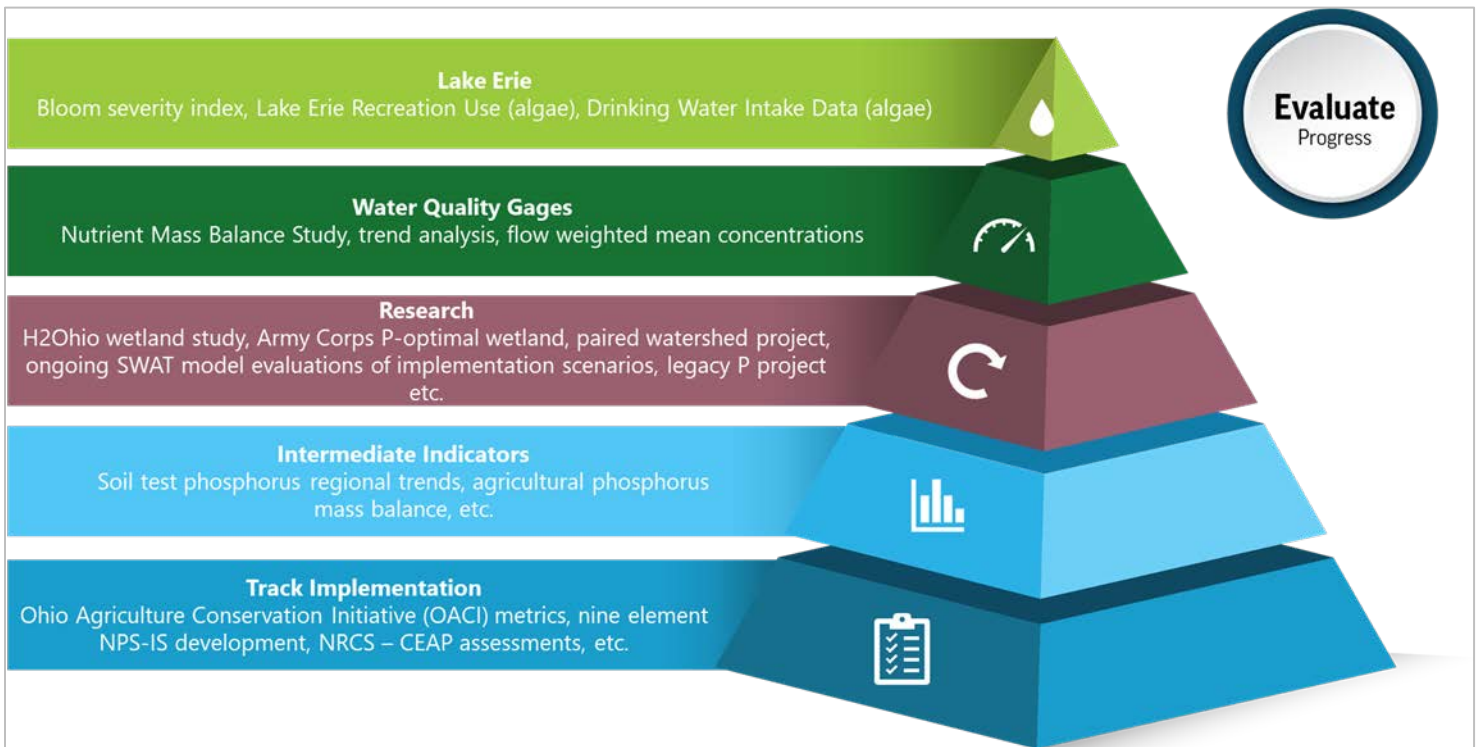 Lake Erie
Bloom severity index, Lake Erie Recreation Use (algae), Drinking Water Intake Data (algae)
Evaluate
Progress
Water Quality Gages
Nutrient Mass Balance Study, trend analysis, flow weighted mean concentrations
Research
H2Ohio wetland study, Army Corps P-optimal wetland, paired watershed project,
ongoing SWAT model evaluations of implementation scenarios, legacy P project
etc.
Intermediate Indicators
Soil test phosphorus regional trends, agricultural phosphorus
mass balance, etc.
Track Implementation
Ohio Agriculture Conservation Initiative (OACI) metrics, nine element
NPS-IS development, NRCS – CEAP assessments, etc.